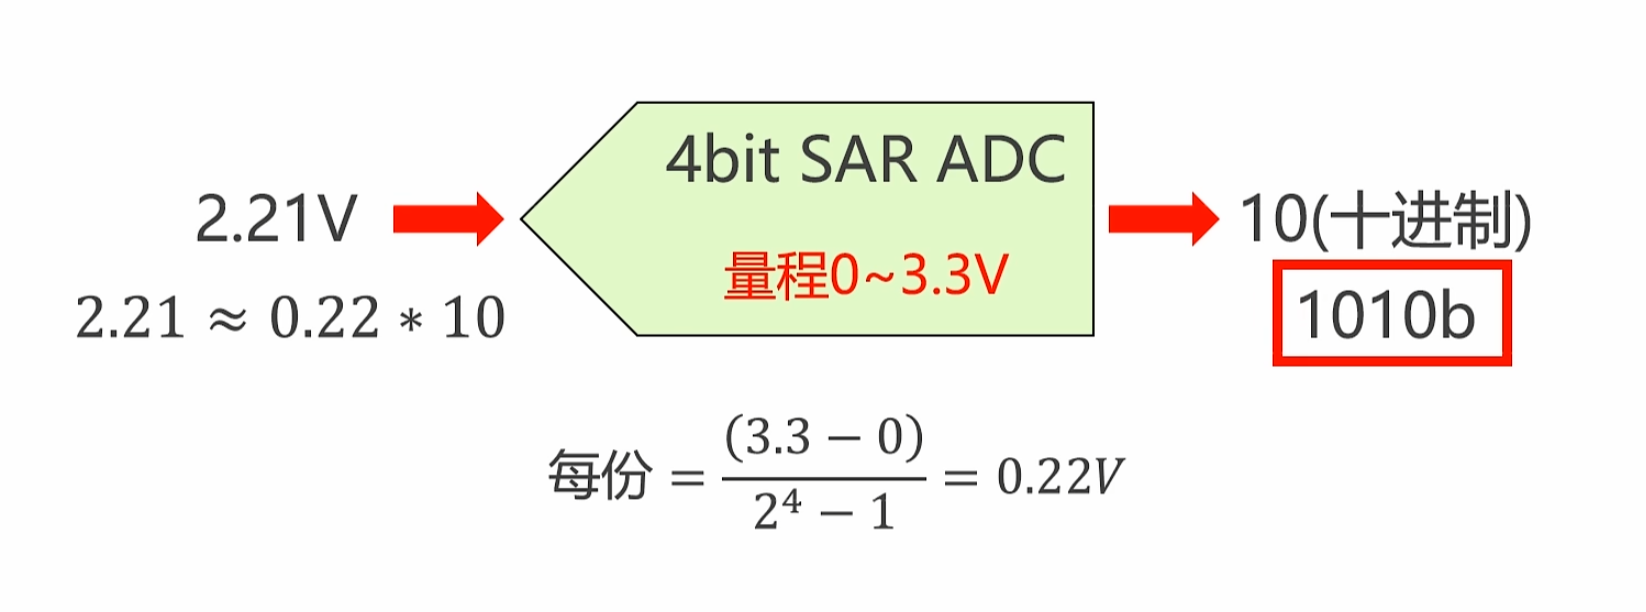 4bit SAR ADC
2.21V
10(十进制)
量程0~3.3V
2.21 ≈ 0.22 * 10
1010b
每份 = (3.3 − 0) / (2⁴ − 1) = 0.22V